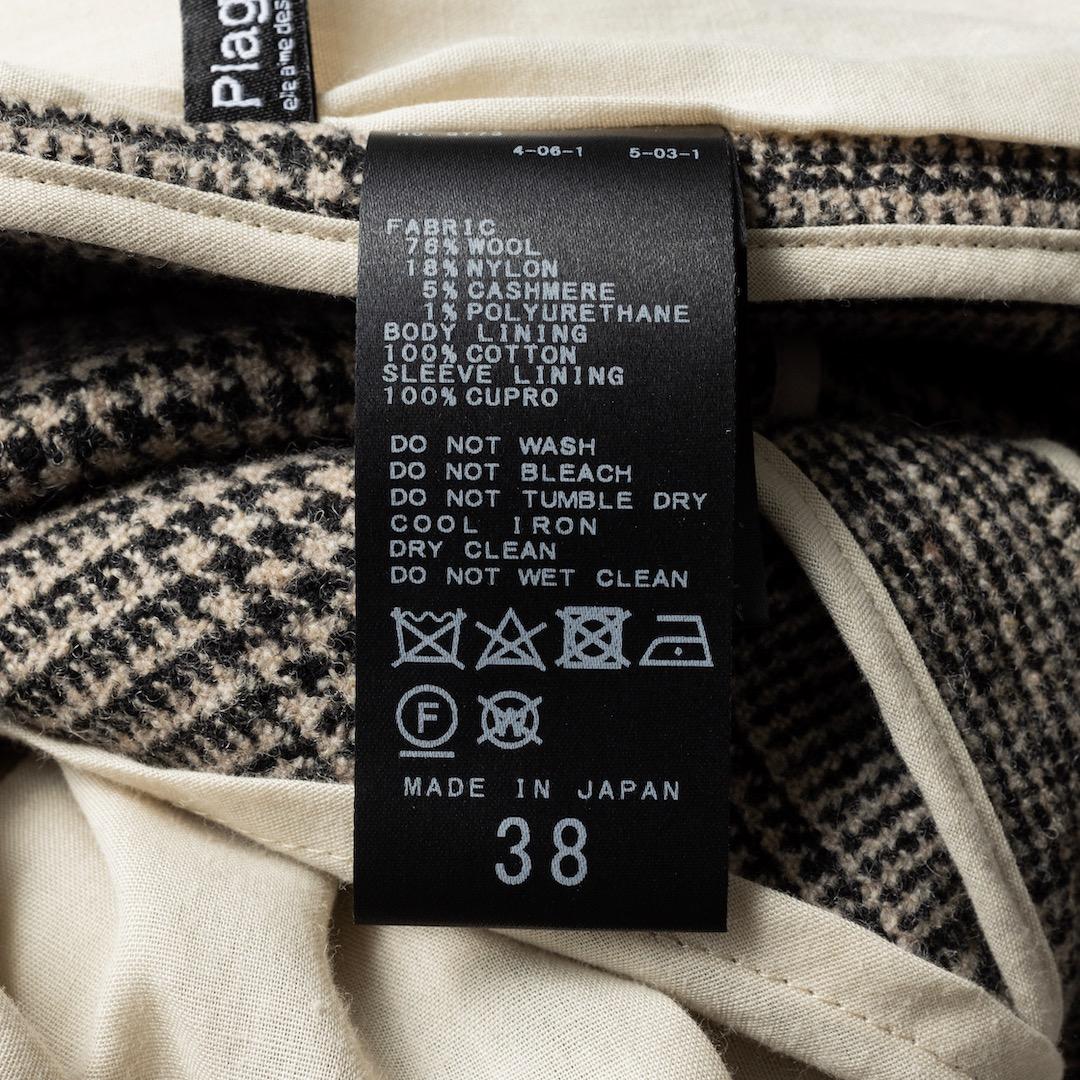 Plag
4-06-1 5-03-1
FABRIC
76% WOOL
18% NYLON
5% CASHMERE
1% POLYURETHANE
BODY LINING
100% COTTON
SLEEVE LINING
100% CUPRO
DO NOT WASH
DO NOT BLEACH
DO NOT TUMBLE DRY
COOL IRON
DRY CLEAN
DO NOT WET CLEAN
F W
MADE IN JAPAN
38